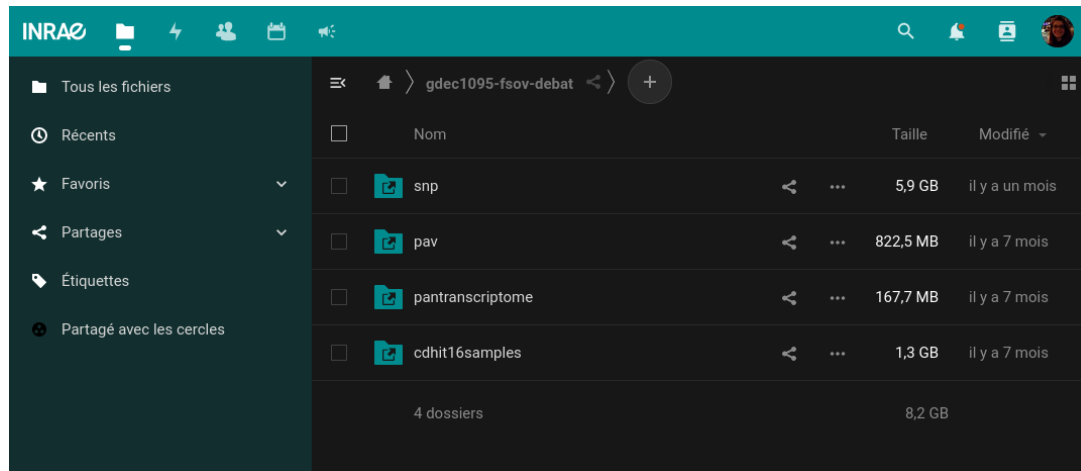 INRAE
Tous les fichiers
Récents
Favoris
Partages
Étiquettes
Partagé avec les cercles
gdec1095-fsov-debat
Nom Taille Modifié
snp 5,9 GB il y a un mois
pav 822,5 MB il y a 7 mois
pantranscriptome 167,7 MB il y a 7 mois
cdhit16samples 1,3 GB il y a 7 mois
4 dossiers 8,2 GB